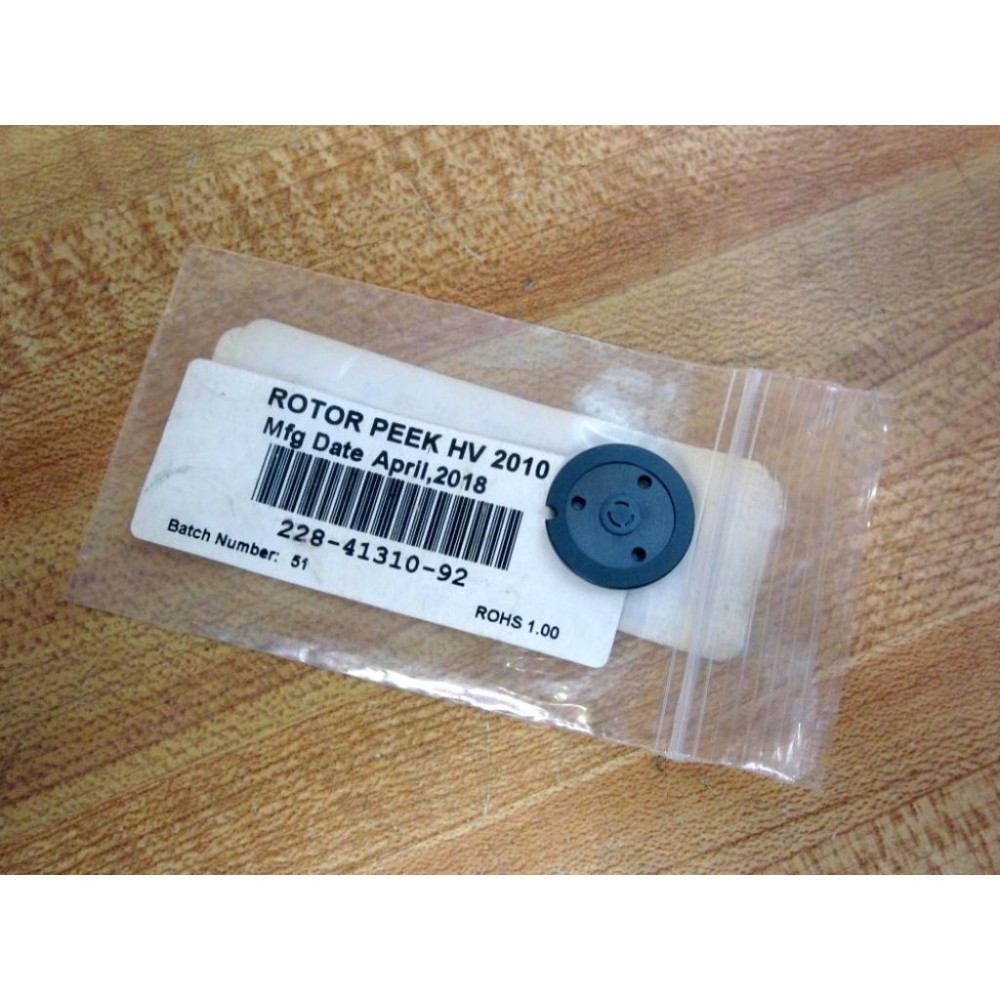 ROTOR PEEK HV 2010
Mfg Date April,2018
228-41310-92
Batch Number: 51
ROHS 1.00